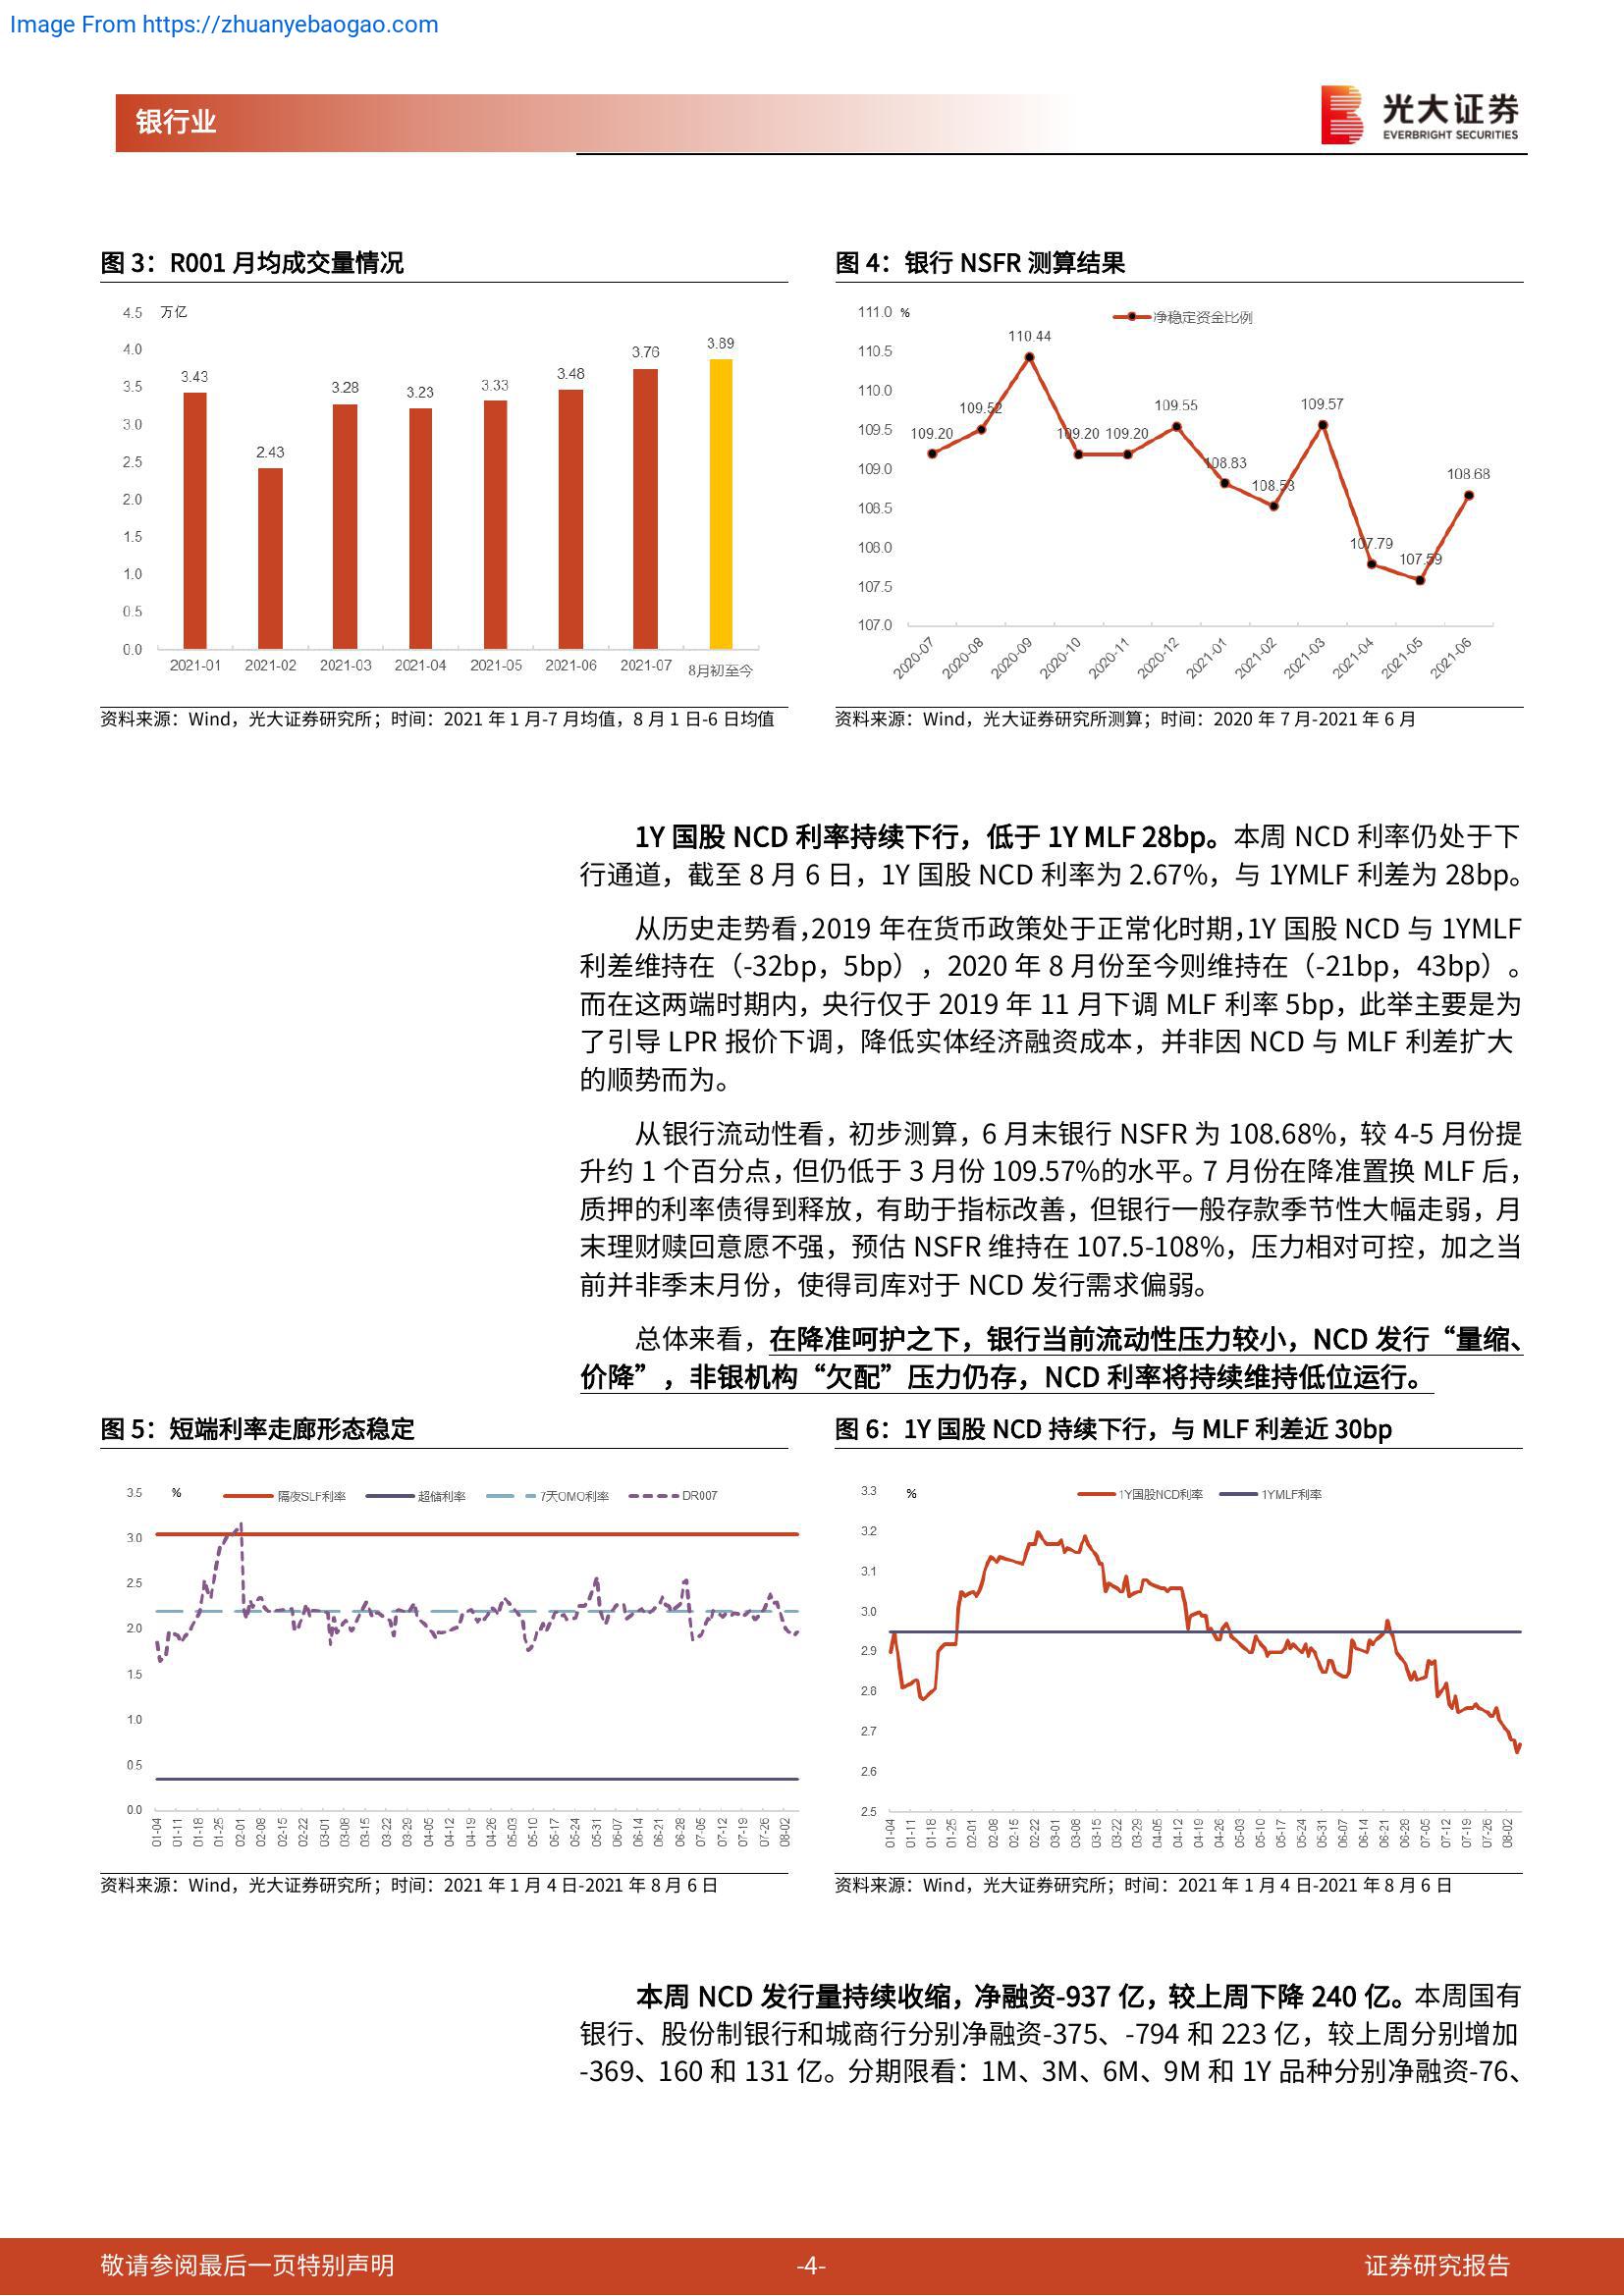 Image From https://zhuanyebaogao.com
银行业
光大证券
EVERBRIGHT SECURITIES
图 3：R001 月均成交量情况
4.5 万亿
4.0
3.5
3.0
2.5
2.0
1.5
1.0
0.5
0.0
3.43
2.43
3.28
3.23
3.33
3.48
3.76
3.89
2021-01 2021-02 2021-03 2021-04 2021-05 2021-06 2021-07 8月初至今
资料来源：Wind，光大证券研究所；时间：2021 年 1 月-7 月均值，8 月 1 日-6 日均值
图 4：银行 NSFR 测算结果
111.0 %
110.5
110.0
109.5
109.0
108.5
108.0
107.5
107.0
净稳定资金比例
109.20
109.52
110.44
109.20
109.20
109.55
108.83
108.53
109.57
107.79
107.59
108.68
2020-07 2020-08 2020-09 2020-10 2020-11 2020-12 2021-01 2021-02 2021-03 2021-04 2021-05 2021-06
资料来源：Wind，光大证券研究所测算；时间：2020 年 7 月-2021 年 6 月
1Y 国股 NCD 利率持续下行，低于 1Y MLF 28bp。本周 NCD 利率仍处于下
行通道，截至 8 月 6 日，1Y 国股 NCD 利率为 2.67%，与 1YMLF 利差为 28bp。
从历史走势看，2019 年在货币政策处于正常化时期，1Y 国股 NCD 与 1YMLF
利差维持在（-32bp，5bp），2020 年 8 月份至今则维持在（-21bp，43bp）。
而在这两端时期内，央行仅于 2019 年 11 月下调 MLF 利率 5bp，此举主要是为
了引导 LPR 报价下调，降低实体经济融资成本，并非因 NCD 与 MLF 利差扩大
的顺势而为。
从银行流动性看，初步测算，6 月末银行 NSFR 为 108.68%，较 4-5 月份提
升约 1 个百分点，但仍低于 3 月份 109.57%的水平。7 月份在降准置换 MLF 后，
质押的利率债得到释放，有助于指标改善，但银行一般存款季节性大幅走弱，月
末理财赎回意愿不强，预估 NSFR 维持在 107.5-108%，压力相对可控，加之当
前并非季末月份，使得司库对于 NCD 发行需求偏弱。
总体来看，在降准呵护之下，银行当前流动性压力较小，NCD 发行“量缩、
价降”，非银机构“欠配”压力仍存，NCD 利率将持续维持低位运行。
图 5：短端利率走廊形态稳定
3.5 %
3.0
2.5
2.0
1.5
1.0
0.5
0.0
隔夜SLF利率 超储利率 7天OMO利率 DR007
01-04 01-11 01-18 01-25 02-01 02-08 02-15 02-22 03-01 03-08 03-15 03-22 03-29 04-05 04-12 04-19 04-26 05-03 05-10 05-17 05-24 05-31 06-07 06-14 06-21 06-28 07-05 07-12 07-19 07-26 08-02
资料来源：Wind，光大证券研究所；时间：2021 年 1 月 4 日-2021 年 8 月 6 日
图 6：1Y 国股 NCD 持续下行，与 MLF 利差近 30bp
3.3 %
3.2
3.1
3.0
2.9
2.8
2.7
2.6
2.5
1Y国股NCD利率 1YMLF利率
01-04 01-11 01-18 01-25 02-01 02-08 02-15 02-22 03-01 03-08 03-15 03-22 03-29 04-05 04-12 04-19 04-26 05-03 05-10 05-17 05-24 05-31 06-07 06-14 06-21 06-28 07-05 07-12 07-19 07-26 08-02
资料来源：Wind，光大证券研究所；时间：2021 年 1 月 4 日-2021 年 8 月 6 日
本周 NCD 发行量持续收缩，净融资-937 亿，较上周下降 240 亿。本周国有
银行、股份制银行和城商行分别净融资-375、-794 和 223 亿，较上周分别增加
-369、160 和 131 亿。分期限看：1M、3M、6M、9M 和 1Y 品种分别净融资-76、
敬请参阅最后一页特别声明
-4-
证券研究报告